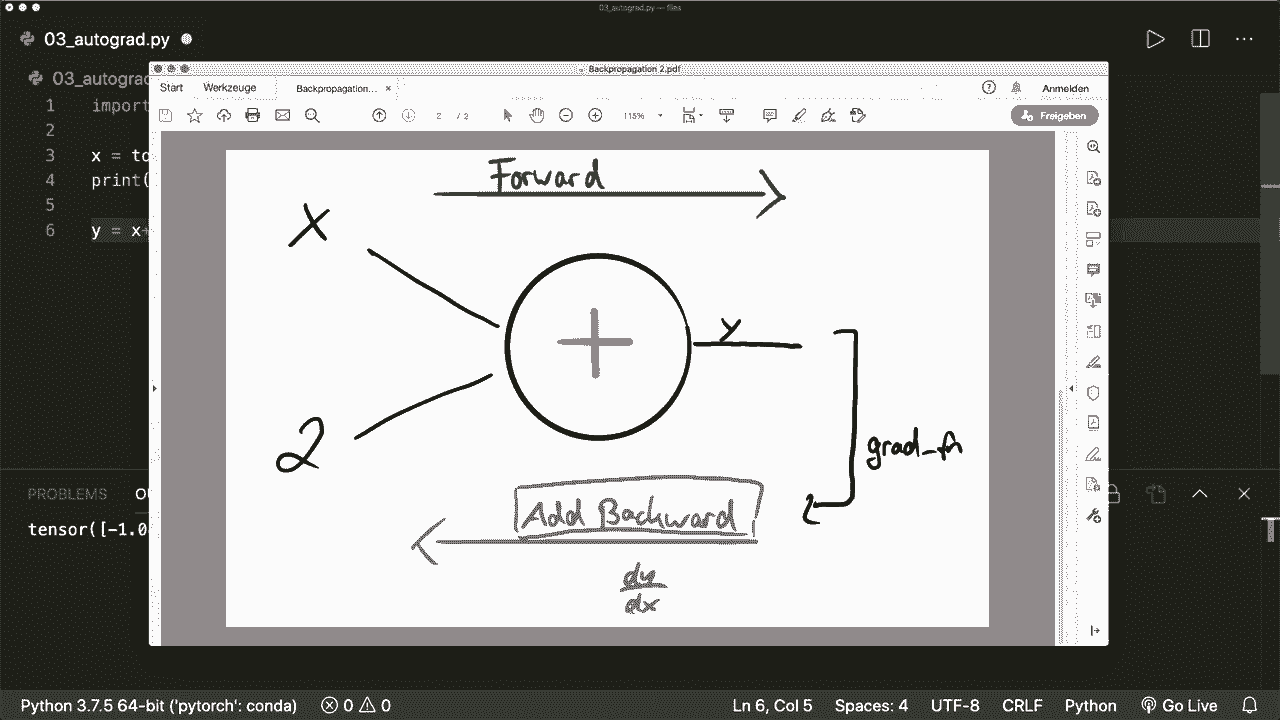 03_autograd.py — files
03_autograd.py
03_autograd
Backpropagation 2.pdf
Start Werkzeuge Backpropagation... × Anmelden
2 / 2 115% Freigeben
1 import
2
3 x = to
4 print(
5
6 y = x+
Forward
x
2
+
y
grad_fn
Add Backward
dy
dx
PROBLEMS O
tensor([-1.0
Python 3.7.5 64-bit ('pytorch': conda) 0 0 Ln 6, Col 5 Spaces: 4 UTF-8 CRLF Python Go Live